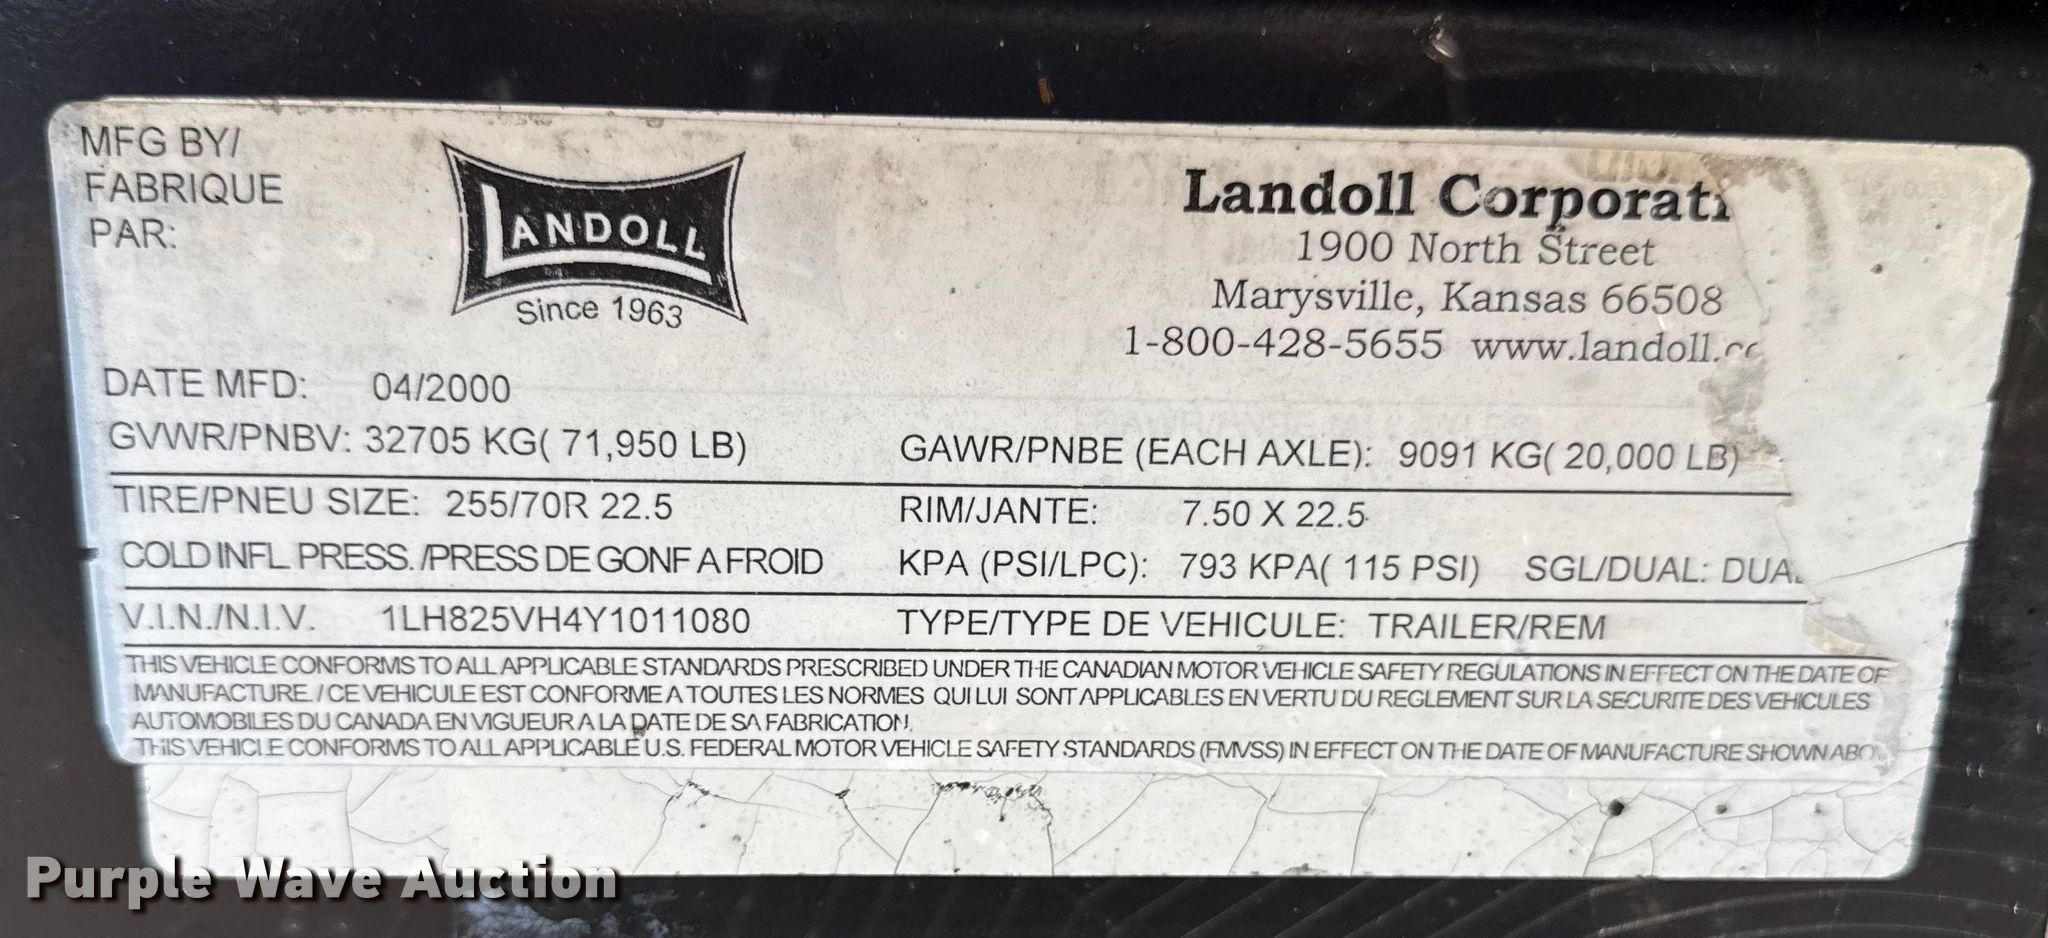 MFG BY/
FABRIQUE
PAR:
LANDOLL
Since 1963
Landoll Corporati
1900 North Street
Marysville, Kansas 66508
1-800-428-5655 www.landoll.co
DATE MFD: 04/2000
GVWR/PNBV: 32705 KG( 71,950 LB) GAWR/PNBE (EACH AXLE): 9091 KG( 20,000 LB)
TIRE/PNEU SIZE: 255/70R 22.5 RIM/JANTE: 7.50 X 22.5
COLD INFL. PRESS./PRESS DE GONF A FROID KPA (PSI/LPC): 793 KPA( 115 PSI) SGL/DUAL: DUAL
V.I.N./N.I.V. 1LH825VH4Y1011080 TYPE/TYPE DE VEHICULE: TRAILER/REM
THIS VEHICLE CONFORMS TO ALL APPLICABLE STANDARDS PRESCRIBED UNDER THE CANADIAN MOTOR VEHICLE SAFETY REGULATIONS IN EFFECT ON THE DATE OF
MANUFACTURE. / CE VEHICULE EST CONFORME A TOUTES LES NORMES QUI LUI SONT APPLICABLES EN VERTU DU REGLEMENT SUR LA SECURITE DES VEHICULES
AUTOMOBILES DU CANADA EN VIGUEUR A LA DATE DE SA FABRICATION.
THIS VEHICLE CONFORMS TO ALL APPLICABLE U.S. FEDERAL MOTOR VEHICLE SAFETY STANDARDS (FMVSS) IN EFFECT ON THE DATE OF MANUFACTURE SHOWN ABOV
Purple Wave Auction